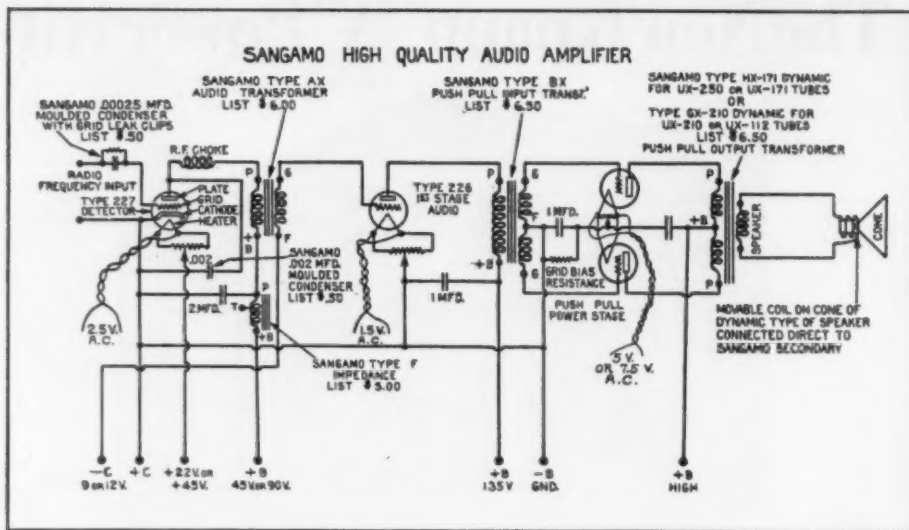 SANGAMO HIGH QUALITY AUDIO AMPLIFIER
SANGAMO .00025 MFD.
MOULDED CONDENSER
WITH GRID LEAK CLIPS
LIST $.50
SANGAMO TYPE AX
AUDIO TRANSFORMER
LIST $6.00
SANGAMO TYPE BX
PUSH PULL INPUT TRANSF.
LIST $6.50
SANGAMO TYPE HX-171 DYNAMIC
FOR UX-250 OR UX-171 TUBES
OR
TYPE GX-210 DYNAMIC FOR
UX-210 OR UX-112 TUBES
LIST $6.50
PUSH PULL OUTPUT TRANSFORMER
R.F. CHOKE
RADIO
FREQUENCY INPUT
TYPE 227
DETECTOR
PLATE
GRID
CATHODE
HEATER
P
G
+B
F
TYPE 226
1ST STAGE
AUDIO
P
G
F
+B
G
1 MFD.
GRID BIAS
RESISTANCE
PUSH PULL
POWER STAGE
P
+B
P
SPEAKER
CONE
.002
SANGAMO
.002 MFD.
MOULDED
CONDENSER
LIST $.50
2 MFD.
P
T
+B
1 MFD.
2.5 V.
A.C.
1.5 V.
A.C.
5 V.
OR 7.5 V.
A.C.
SANGAMO TYPE F
IMPEDANCE
LIST $5.00
MOVABLE COIL ON CONE OF
DYNAMIC TYPE OF SPEAKER
CONNECTED DIRECT TO
SANGAMO SECONDARY
-C
9 OR 12 V.
+C
+22 V. OR
+45 V.
+B
45 V. OR 90 V.
+B
135 V
-B
GND.
+B
HIGH